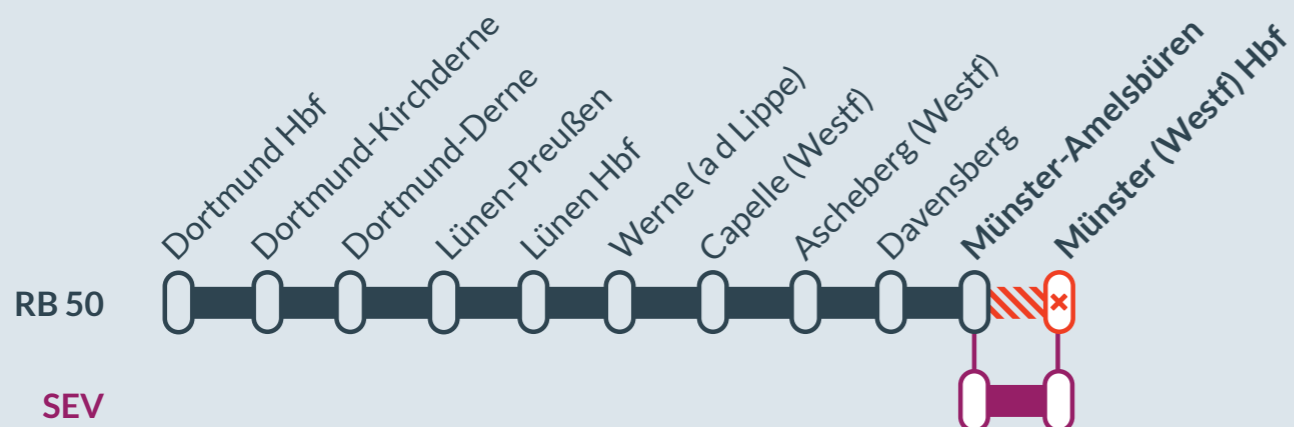 Dortmund Hbf
Dortmund-Kirchderne
Dortmund-Derne
Lünen-Preußen
Lünen Hbf
Werne (a d Lippe)
Capelle (Westf)
Ascheberg (Westf)
Davensberg
Münster-Amelsbüren
Münster (Westf) Hbf
RB 50
SEV